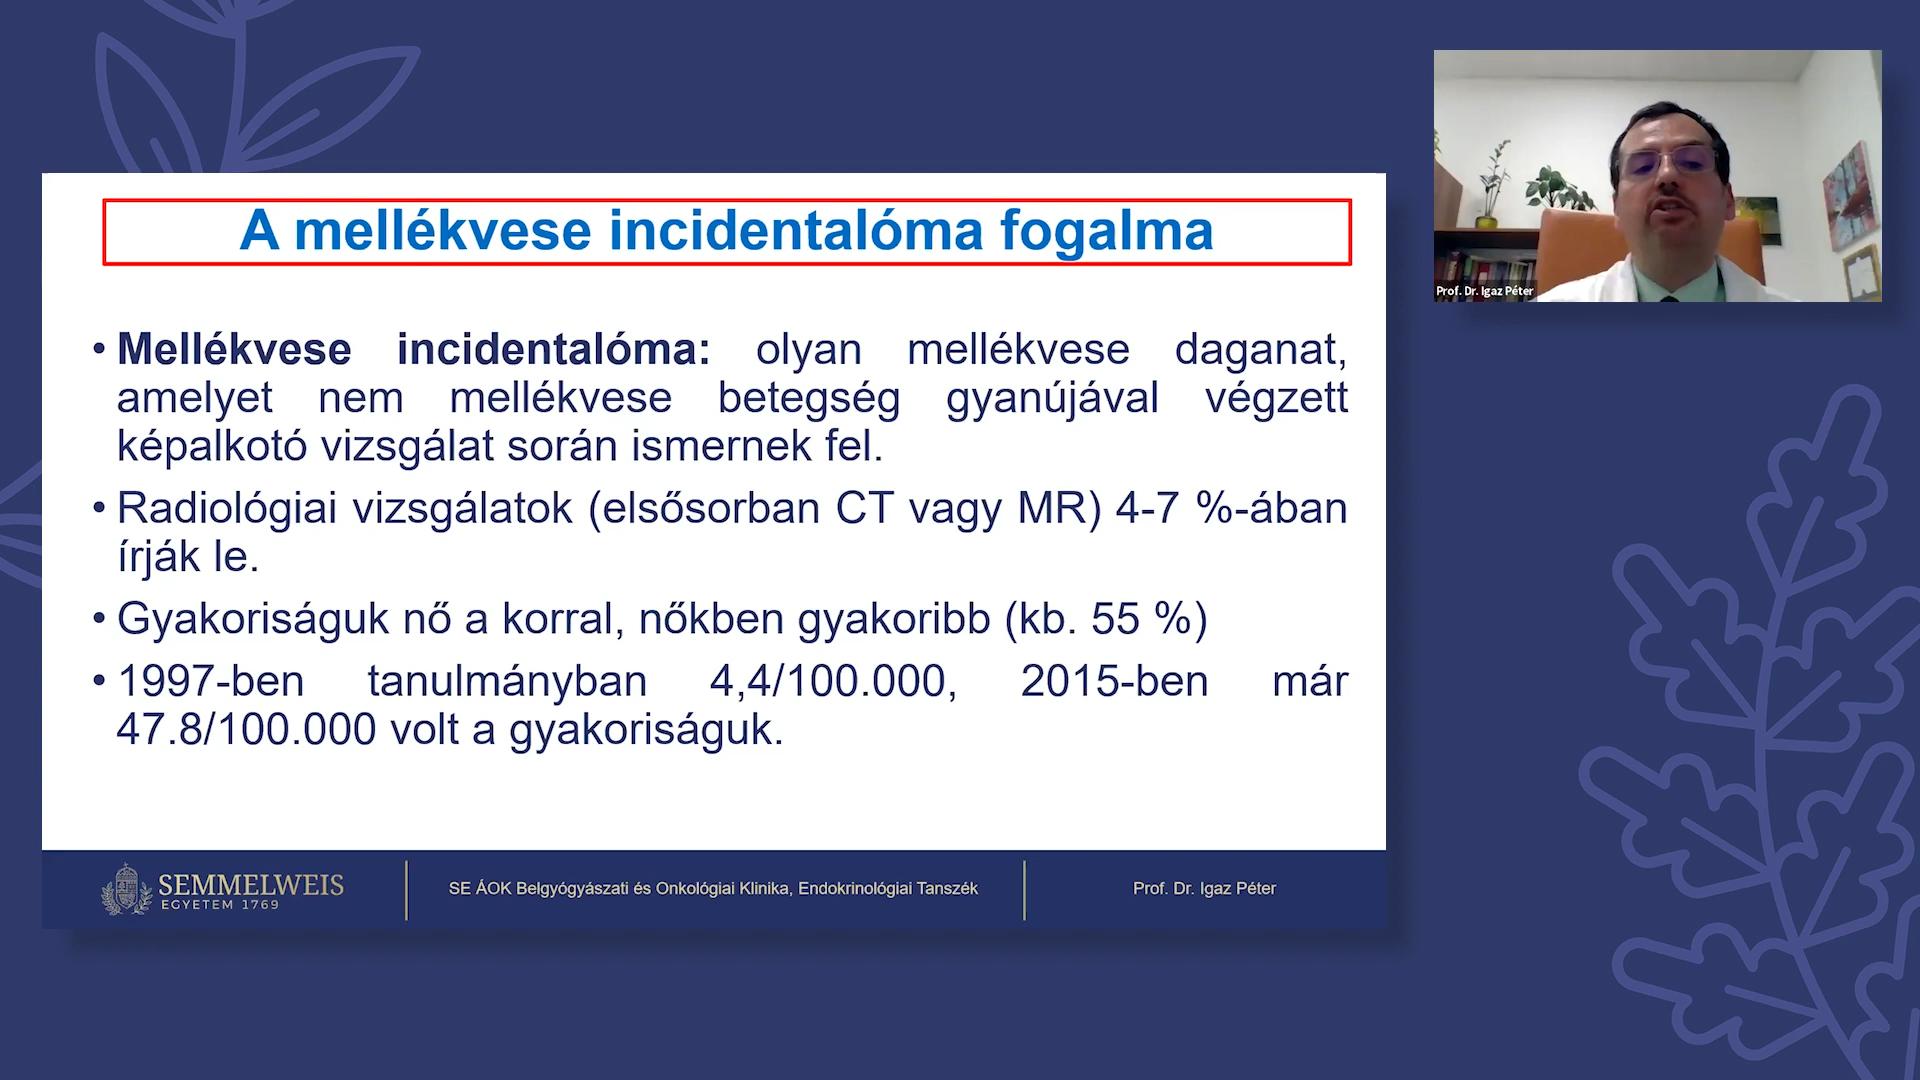 A mellékvese incidentalóma fogalma
• Mellékvese incidentalóma: olyan mellékvese daganat,
amelyet nem mellékvese betegség gyanújával végzett
képalkotó vizsgálat során ismernek fel.
• Radiológiai vizsgálatok (elsősorban CT vagy MR) 4-7 %-ában
írják le.
• Gyakoriságuk nő a korral, nőkben gyakoribb (kb. 55 %)
• 1997-ben tanulmányban 4,4/100.000, 2015-ben már
47.8/100.000 volt a gyakoriságuk.
SEMMELWEIS
EGYETEM 1769
SE ÁOK Belgyógyászati és Onkológiai Klinika, Endokrinológiai Tanszék
Prof. Dr. Igaz Péter
Prof. Dr. Igaz Péter